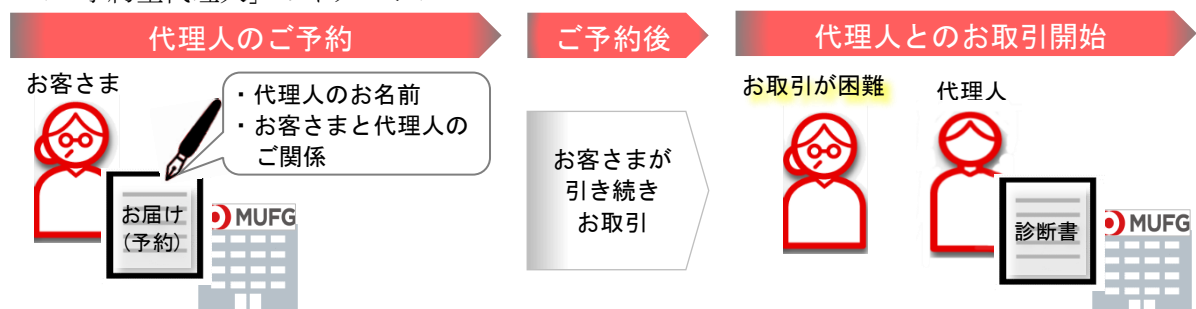 代理人のご予約
ご予約後
代理人とのお取引開始
お客さま
・代理人のお名前
・お客さまと代理人の
ご関係
お届け
(予約)
MUFG
お客さまが
引き続き
お取引
お取引が困難
代理人
診断書
MUFG